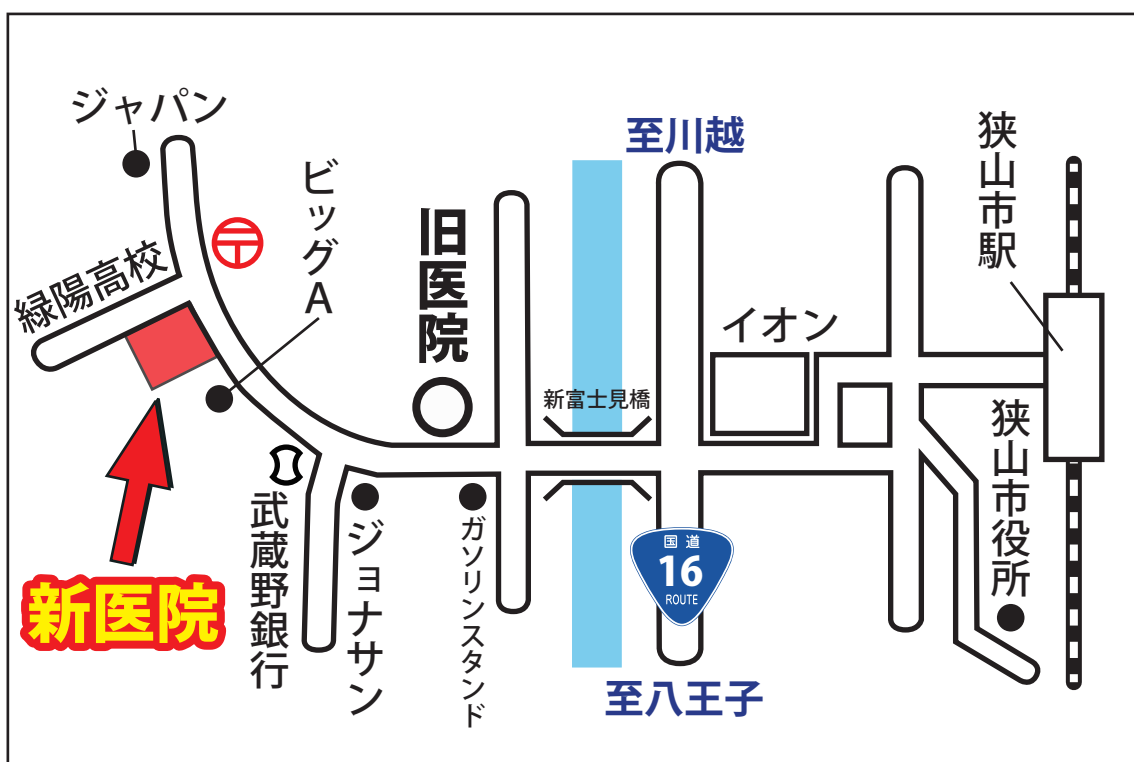 ジャパン
ビッグA
緑陽高校
〒
旧医院
至川越
狭山市駅
イオン
新富士見橋
狭山市役所
武蔵野銀行
ジョナサン
ガソリンスタンド
国道
16
ROUTE
新医院
至八王子